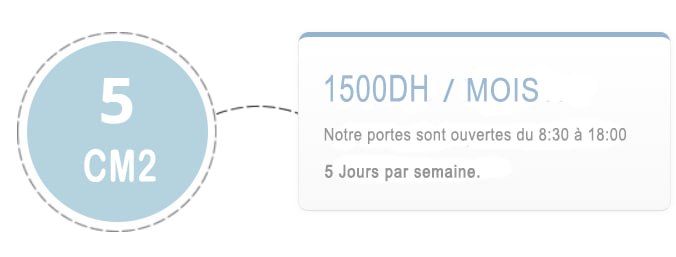 5
CM2
1500DH / MOIS
Notre portes sont ouvertes du 8:30 à 18:00
5 Jours par semaine.